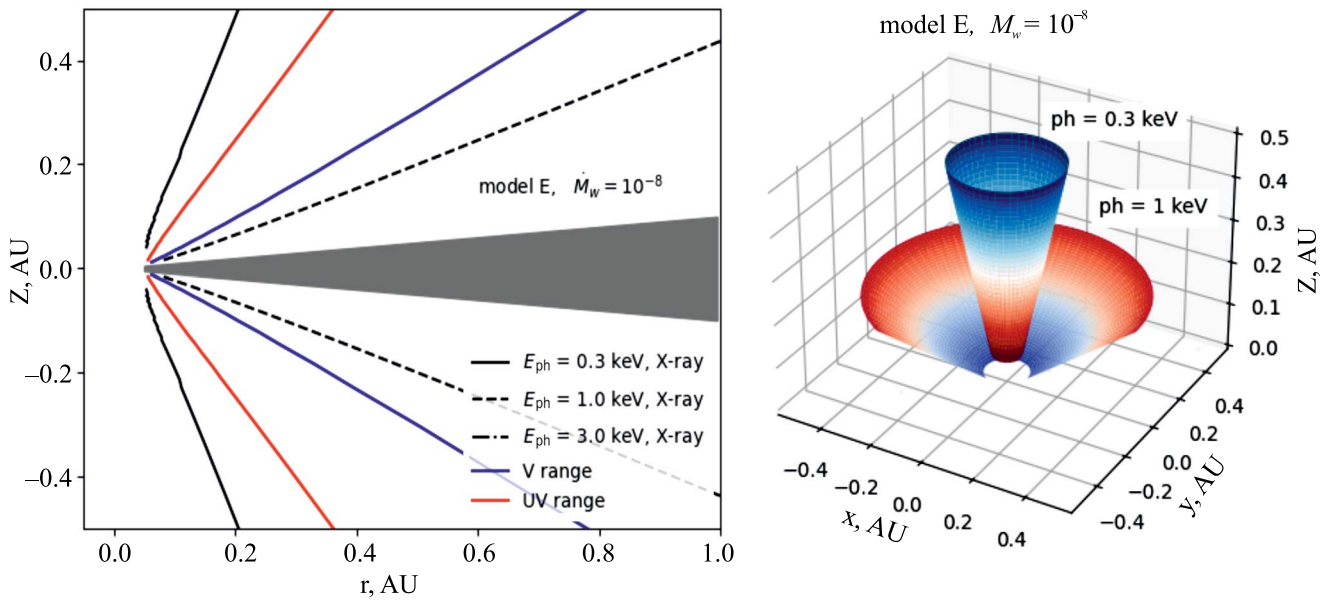 0.4
0.2
0.0
–0.2
–0.4
Z, AU
0.0 0.2 0.4 0.6 0.8 1.0
r, AU
model E, Ṁw = 10⁻⁸
Eph = 0.3 keV, X-ray
Eph = 1.0 keV, X-ray
Eph = 3.0 keV, X-ray
V range
UV range
model E, Mw = 10⁻⁸
ph = 0.3 keV
ph = 1 keV
0.5
0.4
0.3
0.2
0.1
0.0
Z, AU
0.4
0.2
0.0
−0.2
−0.4
y, AU
−0.4
−0.2
0.0
0.2
0.4
x, AU